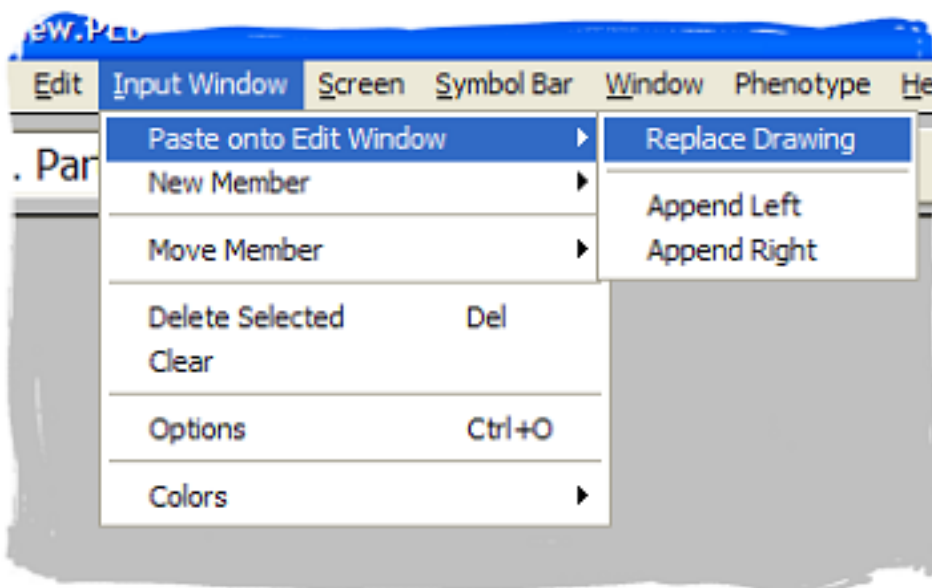 ew.PED
Edit Input Window Screen Symbol Bar Window Phenotype He
. Par
Paste onto Edit Window
Replace Drawing
New Member
Append Left
Move Member
Append Right
Delete Selected Del
Clear
Options Ctrl+O
Colors